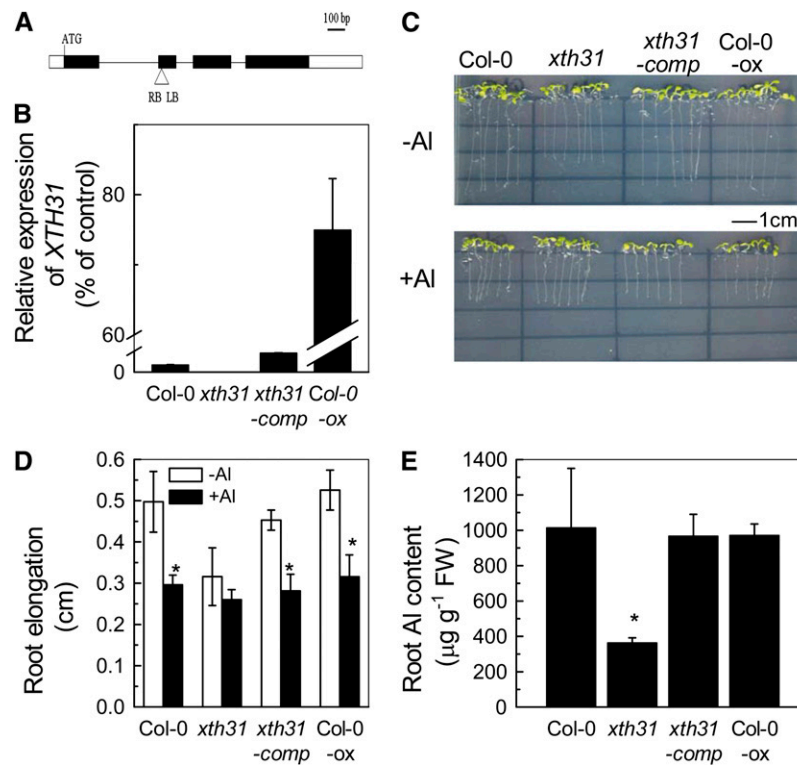 A
100 bp
ATG
RB LB
B
Relative expression
of XTH31
(% of control)
80
60
0
Col-0 xth31 xth31 Col-0
-comp -ox
C
Col-0 xth31 xth31 Col-0
-comp -ox
-Al
1cm
+Al
D
Root elongation
(cm)
0.6
0.5
0.4
0.3
0.2
0.1
0.0
-Al
+Al
*
*
*
Col-0 xth31 xth31 Col-0
-comp -ox
E
Root Al content
(µg g-1 FW)
1400
1200
1000
800
600
400
200
0
*
Col-0 xth31 xth31 Col-0
-comp -ox